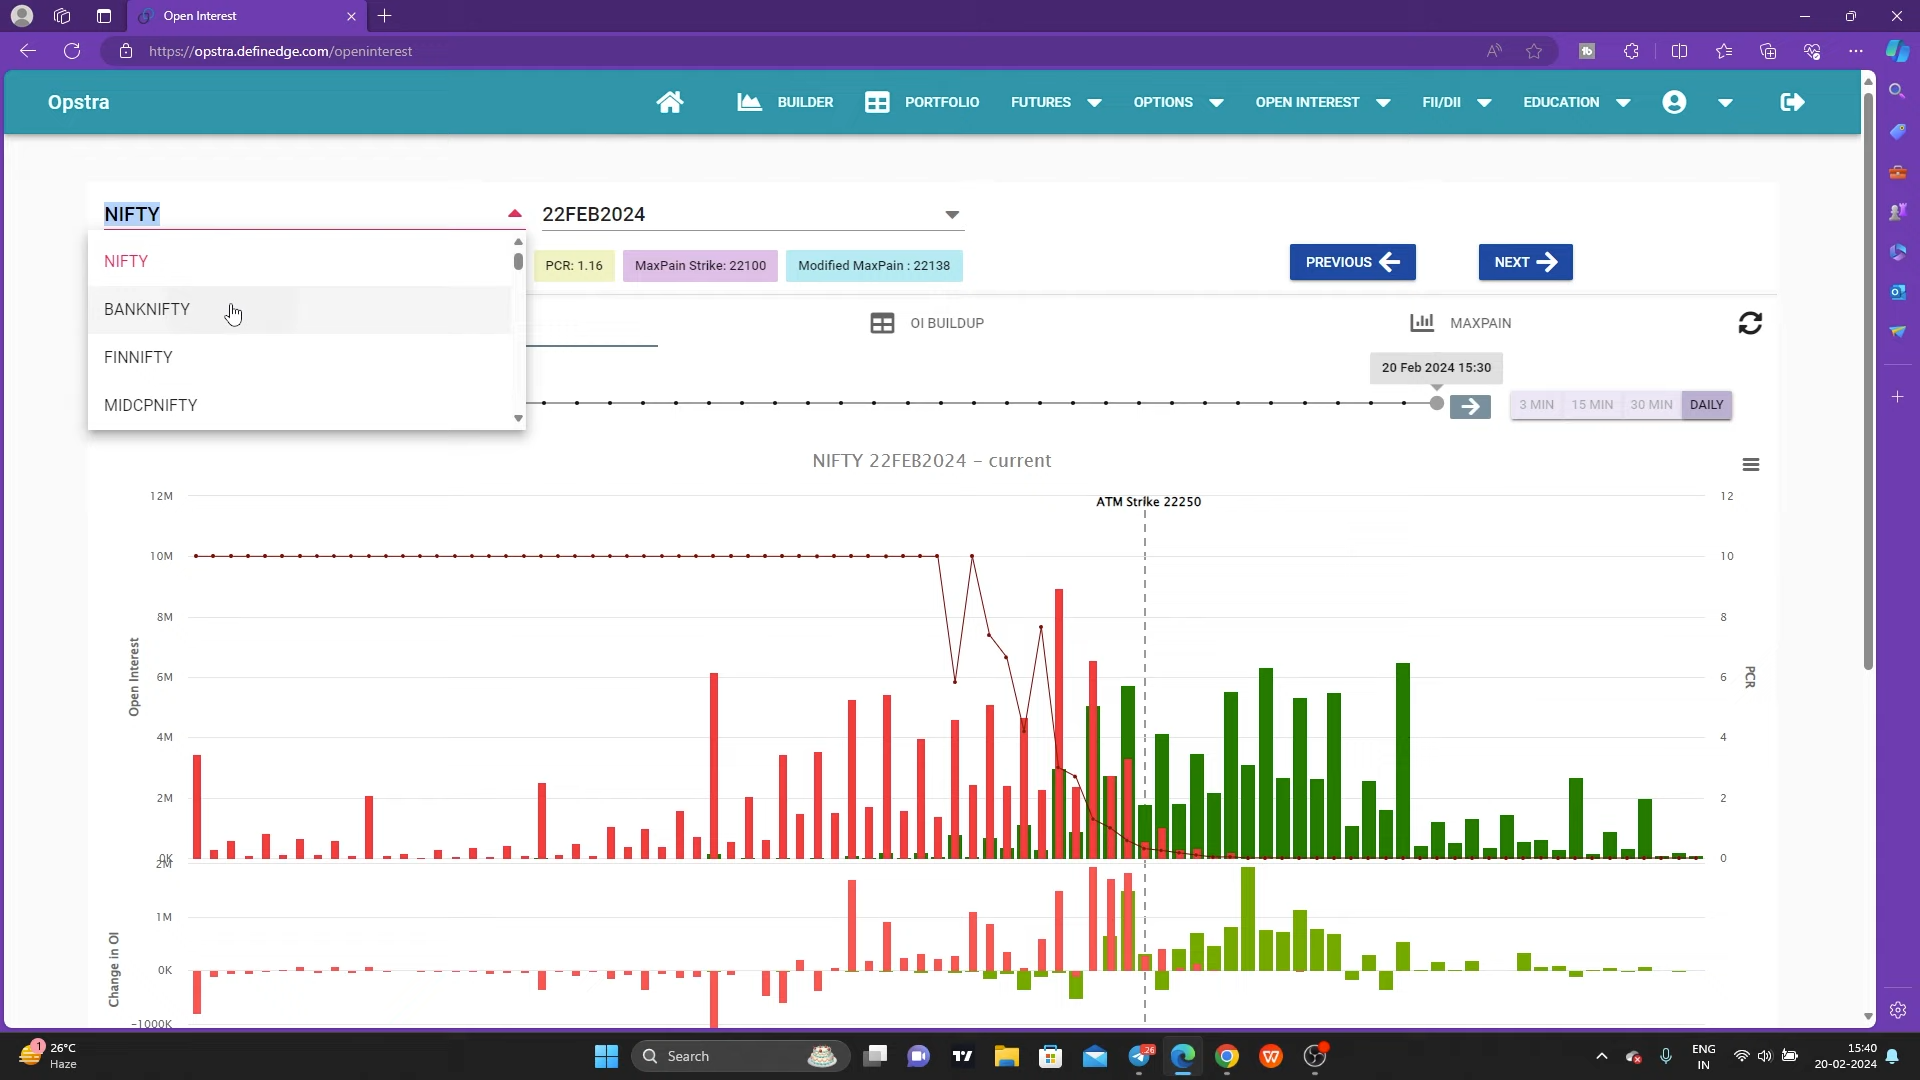 Open Interest
https://opstra.definedge.com/openinterest
Opstra
BUILDER
PORTFOLIO
FUTURES
OPTIONS
OPEN INTEREST
FII/DII
EDUCATION
NIFTY
22FEB2024
NIFTY
BANKNIFTY
FINNIFTY
MIDCPNIFTY
PCR: 1.16
MaxPain Strike: 22100
Modified MaxPain : 22138
PREVIOUS
NEXT
OI BUILDUP
MAXPAIN
20 Feb 2024 15:30
3 MIN
15 MIN
30 MIN
DAILY
NIFTY 22FEB2024 – current
ATM Strike 22250
12M
10M
8M
6M
4M
2M
0K
Open Interest
12
10
8
6
4
2
0
PCR
2M
1M
0K
-1000K
Change in OI
1
26°C
Haze
Search
26
ENG
IN
15:40
20-02-2024